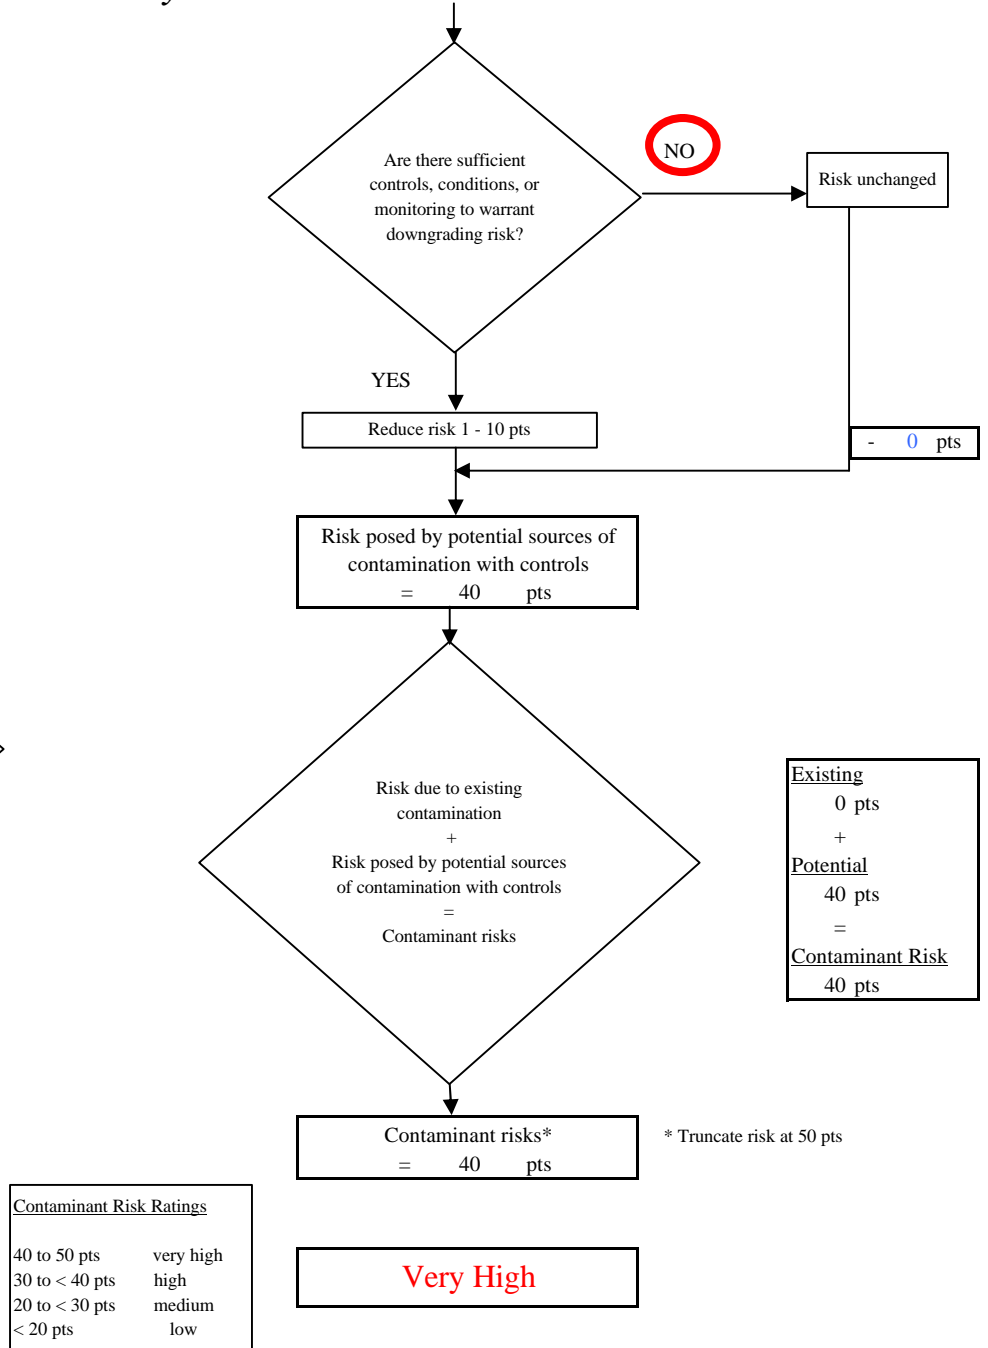 Are there sufficient
controls, conditions, or
monitoring to warrant
downgrading risk?
NO
Risk unchanged
YES
Reduce risk 1 - 10 pts
- 0 pts
Risk posed by potential sources of
contamination with controls
= 40 pts
Risk due to existing
contamination
+
Risk posed by potential sources
of contamination with controls
=
Contaminant risks
Existing
0 pts
+
Potential
40 pts
=
Contaminant Risk
40 pts
Contaminant risks*
= 40 pts
* Truncate risk at 50 pts
Contaminant Risk Ratings
40 to 50 pts very high
30 to < 40 pts high
20 to < 30 pts medium
< 20 pts low
Very High